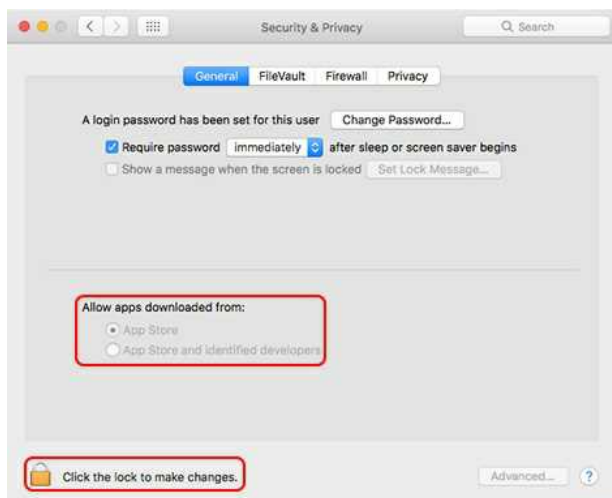 Security & Privacy
Search
General FileVault Firewall Privacy
A login password has been set for this user Change Password...
Require password immediately after sleep or screen saver begins
Show a message when the screen is locked Set Lock Message...
Allow apps downloaded from:
App Store
App Store and identified developers
Click the lock to make changes.
Advanced... ?